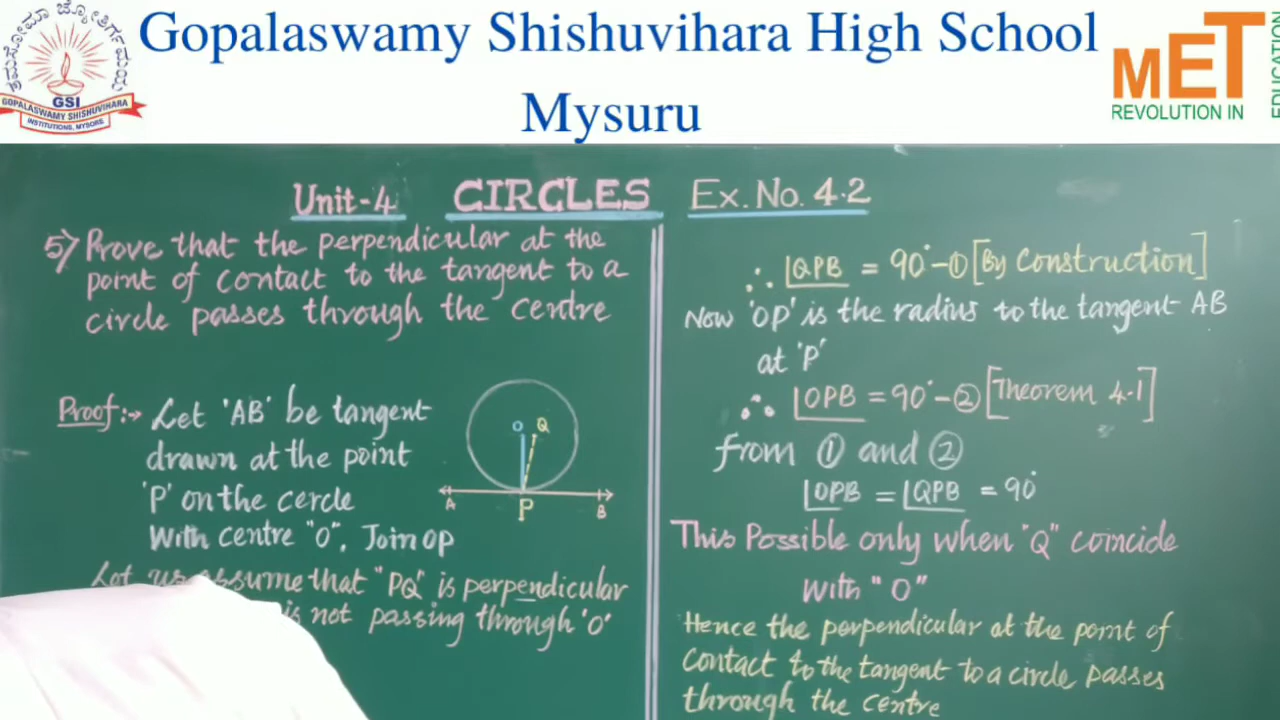 Gopalaswamy Shishuvihara High School
Mysuru
ತಮಸೋಮಾ ಜ್ಯೋತಿರ್ಗಮಯ
GSI
GOPALASWAMY SHISHUVIHARA
INSTITUTIONS, MYSORE
MET
REVOLUTION IN
EDUCATION
Unit-4 CIRCLES Ex. No. 4.2
5) Prove that the perpendicular at the
point of contact to the tangent to a
circle passes through the centre
Proof:→ Let 'AB' be tangent
drawn at the point
'P' on the cercle
With centre "O", Join OP
Let us assume that "PQ" is perpendicular
is not passing through 'O'
O Q
A P B
∴ ∟QPB = 90° - ① [By Construction]
Now 'OP' is the radius to the tangent AB
at 'P'
∴ ∟OPB = 90° - ② [Theorem 4.1]
from ① and ②
∟OPB = ∟QPB = 90°
This Possible only when "Q" coincide
with "O"
Hence the perpendicular at the point of
Contact to the tangent to a circle passes
through the centre